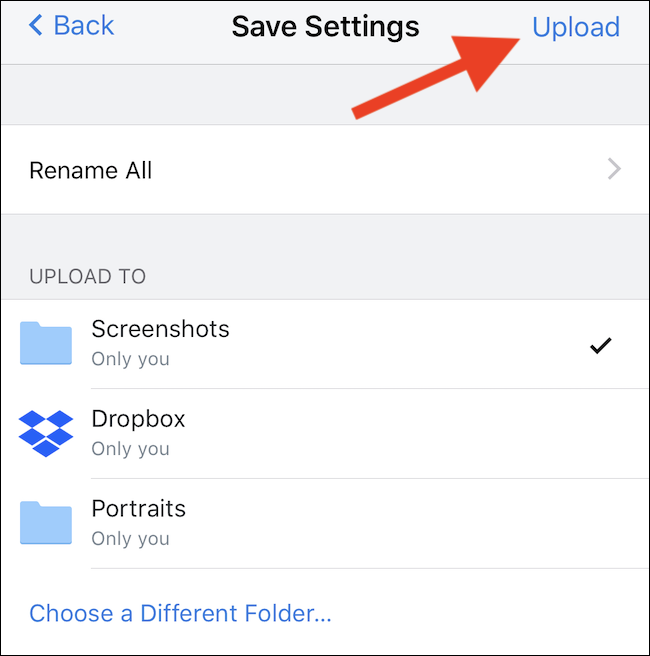 Back
Save Settings
Upload
Rename All
UPLOAD TO
Screenshots
Only you
Dropbox
Only you
Portraits
Only you
Choose a Different Folder...